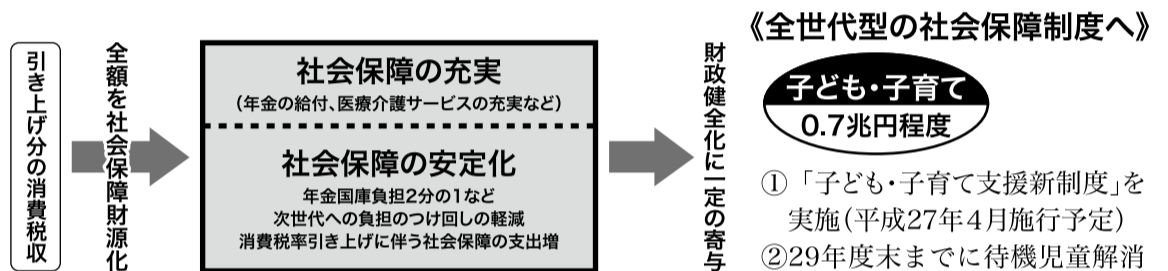 引き上げ分の消費税収
全額を社会保障財源化
社会保障の充実
（年金の給付、医療介護サービスの充実など）
社会保障の安定化
年金国庫負担2分の1など
次世代への負担のつけ回しの軽減
消費税率引き上げに伴う社会保障の支出増
財政健全化に一定の寄与
《全世代型の社会保障制度へ》
子ども・子育て
0.7兆円程度
①「子ども・子育て支援新制度」を
実施（平成27年４月施行予定）
②29年度末までに待機児童解消